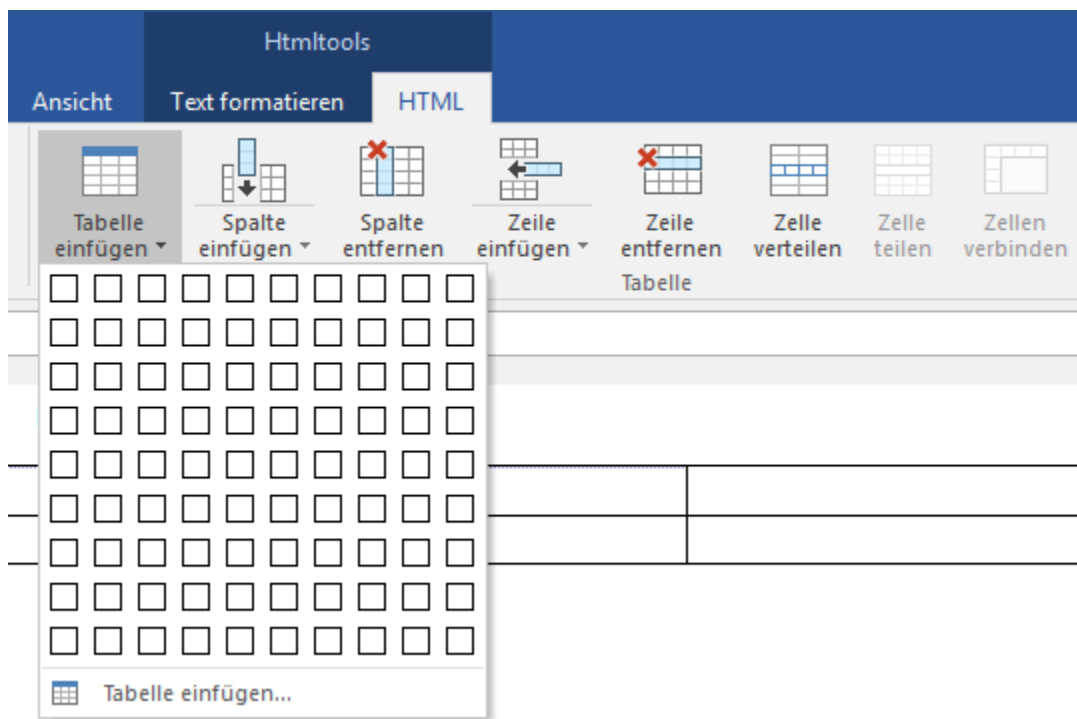 Htmltools
Ansicht Text formatieren HTML
Tabelle einfügen
Spalte einfügen
Spalte entfernen
Zeile einfügen
Zeile entfernen
Zelle verteilen
Zelle teilen
Zellen verbinden
Tabelle
Tabelle einfügen...